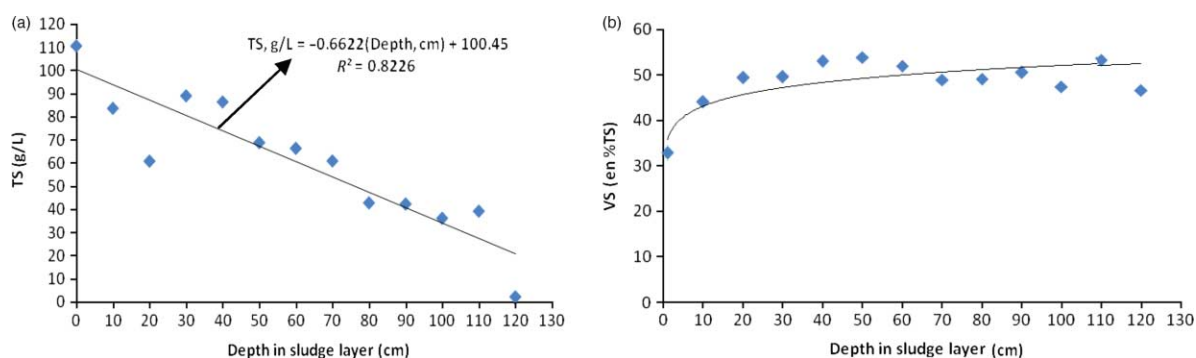 (a)
TS, g/L = −0.6622(Depth, cm) + 100.45
R² = 0.8226
TS (g/L)
120
110
100
90
80
70
60
50
40
30
20
10
0
0 10 20 30 40 50 60 70 80 90 100 110 120 130
Depth in sludge layer (cm)
(b)
VS (en %TS)
60
50
40
30
20
10
0
0 10 20 30 40 50 60 70 80 90 100 110 120 130
Depth in sludge layer (cm)